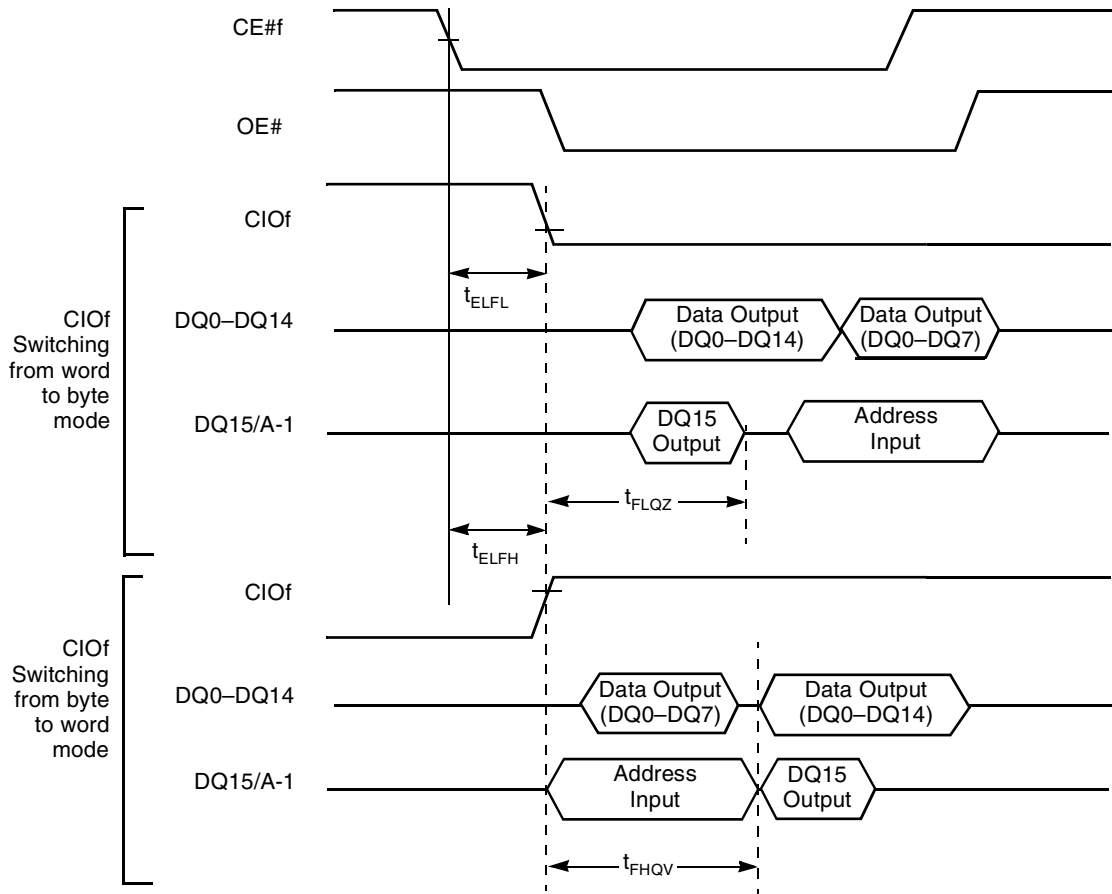 CE#f
OE#
CIOf
Switching
from word
to byte
mode
CIOf
tELFL
DQ0–DQ14
Data Output
(DQ0–DQ14)
Data Output
(DQ0–DQ7)
DQ15/A-1
DQ15
Output
Address
Input
tFLQZ
tELFH
CIOf
Switching
from byte
to word
mode
CIOf
DQ0–DQ14
Data Output
(DQ0–DQ7)
Data Output
(DQ0–DQ14)
DQ15/A-1
Address
Input
DQ15
Output
tFHQV